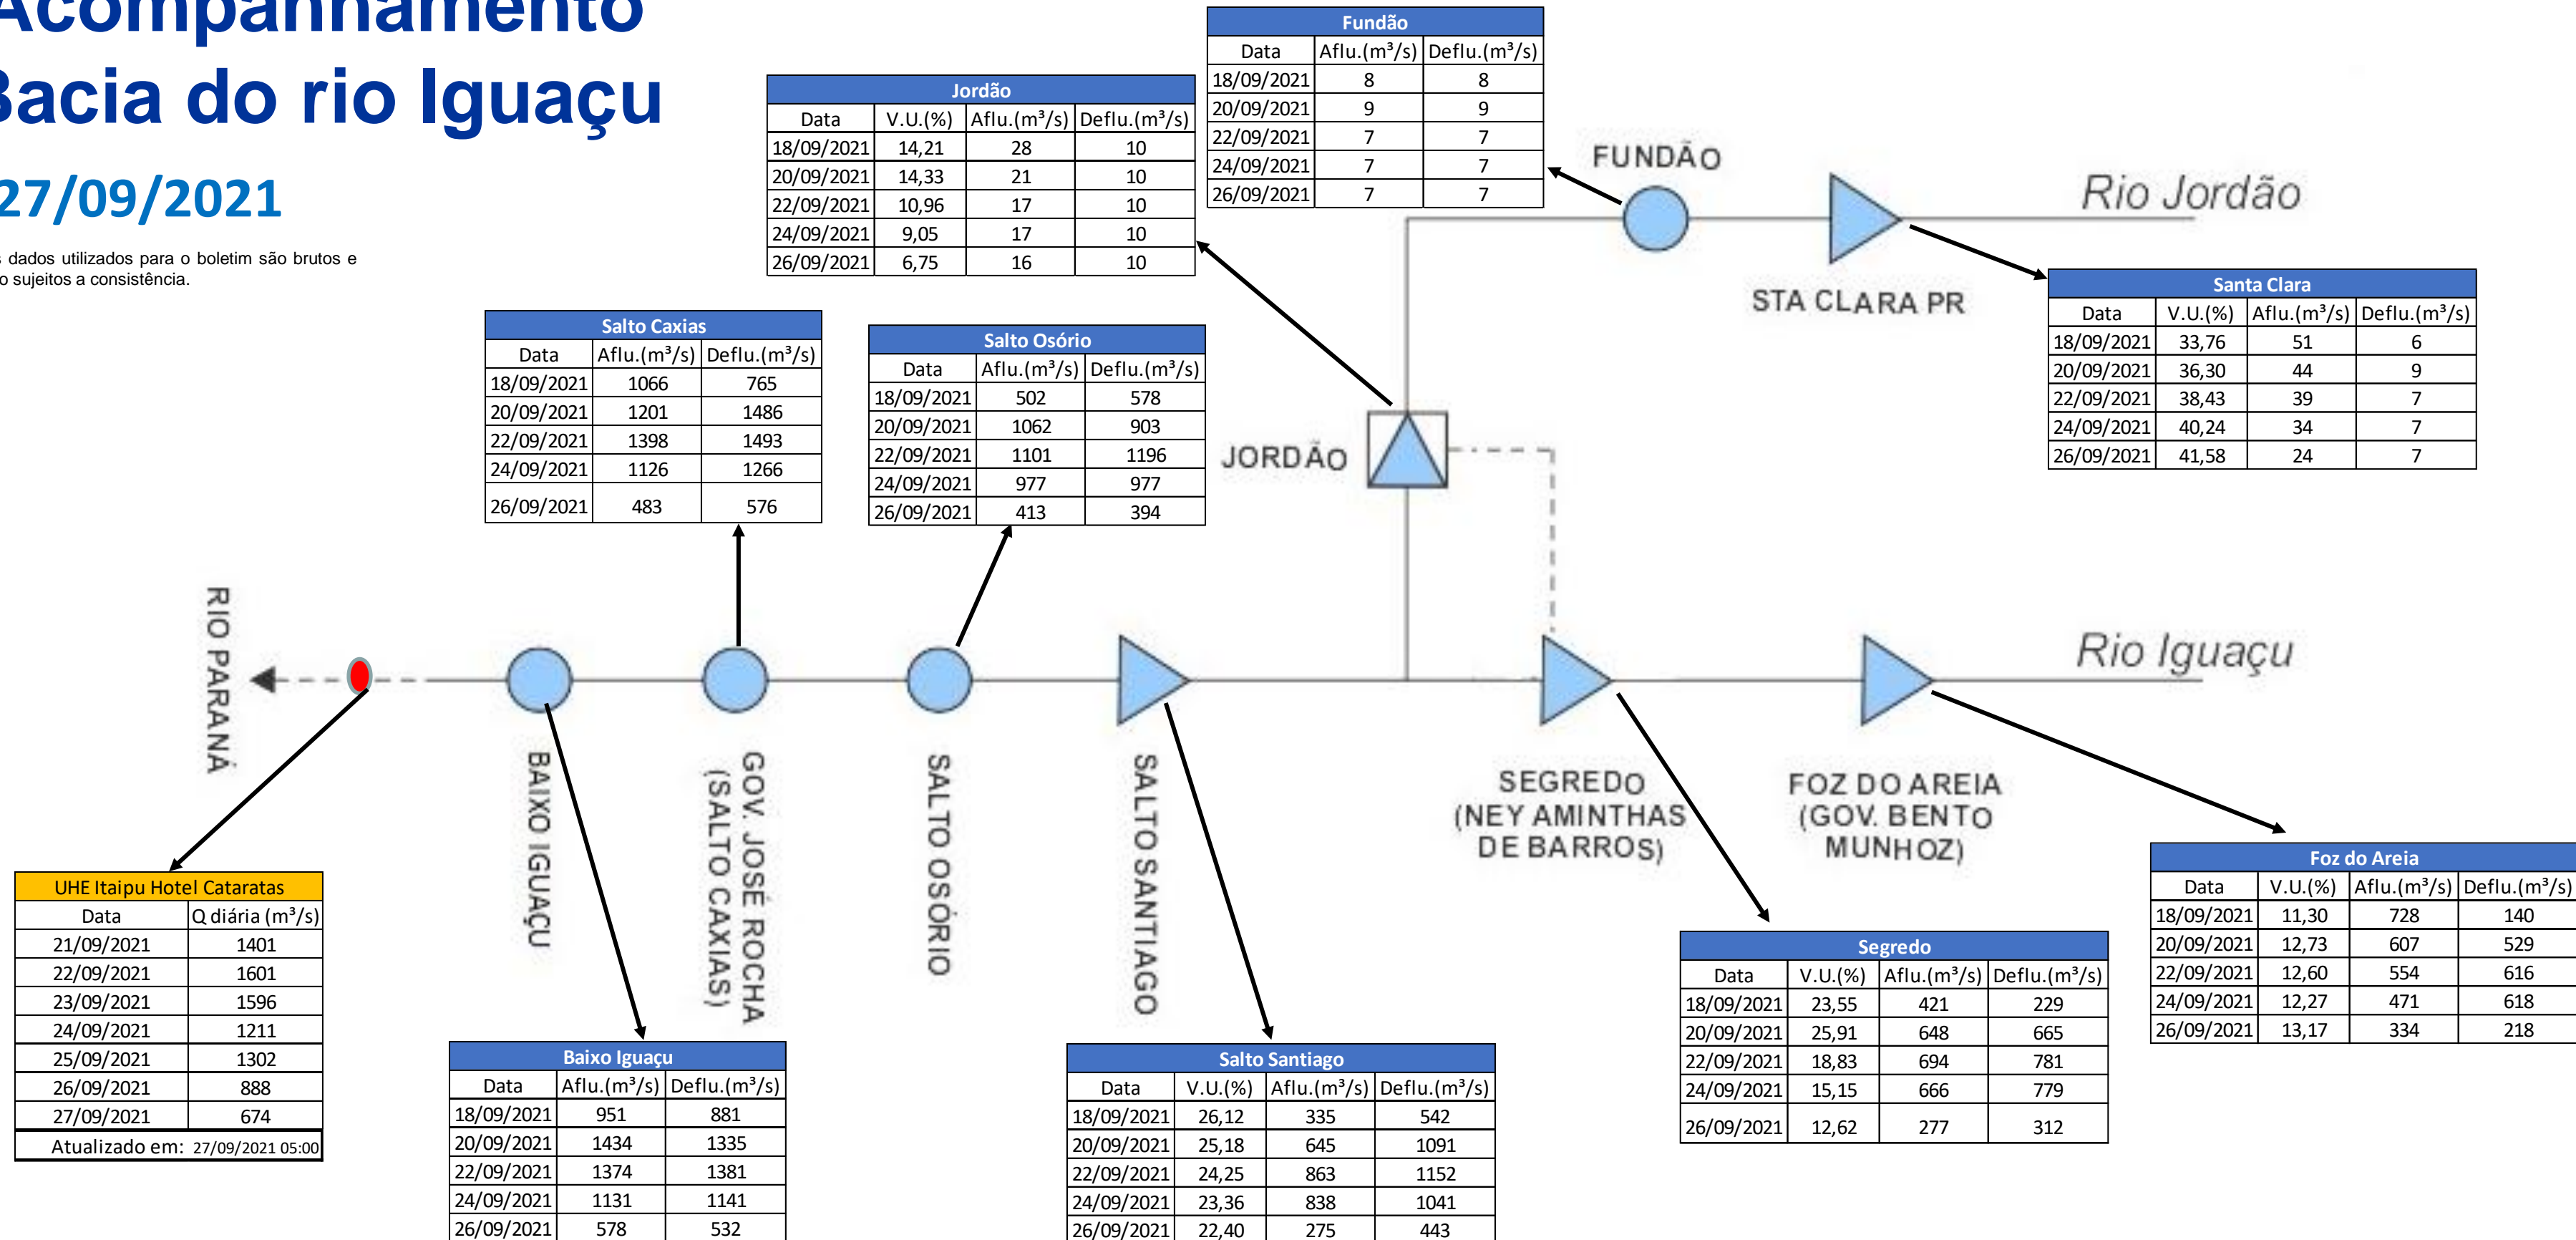 Acompanhamento
Bacia do rio Iguaçu
27/09/2021
s dados utilizados para o boletim são brutos e
o sujeitos a consistência.
Fundão
Data Aflu.(m³/s) Deflu.(m³/s)
18/09/2021 8 8
20/09/2021 9 9
22/09/2021 7 7
24/09/2021 7 7
26/09/2021 7 7
Jordão
Data V.U.(%) Aflu.(m³/s) Deflu.(m³/s)
18/09/2021 14,21 28 10
20/09/2021 14,33 21 10
22/09/2021 10,96 17 10
24/09/2021 9,05 17 10
26/09/2021 6,75 16 10
FUNDÃO
Rio Jordão
STA CLARA PR
Santa Clara
Data V.U.(%) Aflu.(m³/s) Deflu.(m³/s)
18/09/2021 33,76 51 6
20/09/2021 36,30 44 9
22/09/2021 38,43 39 7
24/09/2021 40,24 34 7
26/09/2021 41,58 24 7
Salto Caxias
Data Aflu.(m³/s) Deflu.(m³/s)
18/09/2021 1066 765
20/09/2021 1201 1486
22/09/2021 1398 1493
24/09/2021 1126 1266
26/09/2021 483 576
Salto Osório
Data Aflu.(m³/s) Deflu.(m³/s)
18/09/2021 502 578
20/09/2021 1062 903
22/09/2021 1101 1196
24/09/2021 977 977
26/09/2021 413 394
JORDÃO
RIO PARANÁ
Rio Iguaçu
BAIXO IGUAÇU
GOV. JOSÉ ROCHA
(SALTO CAXIAS)
SALTO OSÓRIO
SALTO SANTIAGO
SEGREDO
(NEY AMINTHAS
DE BARROS)
FOZ DO AREIA
(GOV. BENTO
MUNHOZ)
UHE Itaipu Hotel Cataratas
Data Q diária (m³/s)
21/09/2021 1401
22/09/2021 1601
23/09/2021 1596
24/09/2021 1211
25/09/2021 1302
26/09/2021 888
27/09/2021 674
Atualizado em: 27/09/2021 05:00
Baixo Iguaçu
Data Aflu.(m³/s) Deflu.(m³/s)
18/09/2021 951 881
20/09/2021 1434 1335
22/09/2021 1374 1381
24/09/2021 1131 1141
26/09/2021 578 532
Salto Santiago
Data V.U.(%) Aflu.(m³/s) Deflu.(m³/s)
18/09/2021 26,12 335 542
20/09/2021 25,18 645 1091
22/09/2021 24,25 863 1152
24/09/2021 23,36 838 1041
26/09/2021 22,40 275 443
Segredo
Data V.U.(%) Aflu.(m³/s) Deflu.(m³/s)
18/09/2021 23,55 421 229
20/09/2021 25,91 648 665
22/09/2021 18,83 694 781
24/09/2021 15,15 666 779
26/09/2021 12,62 277 312
Foz do Areia
Data V.U.(%) Aflu.(m³/s) Deflu.(m³/s)
18/09/2021 11,30 728 140
20/09/2021 12,73 607 529
22/09/2021 12,60 554 616
24/09/2021 12,27 471 618
26/09/2021 13,17 334 218